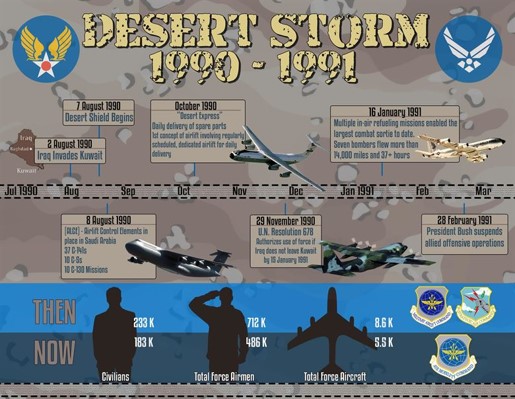 DESERT STORM
1990 - 1991
7 August 1990
Desert Shield Begins
October 1990
"Desert Express"
Daily delivery of spare parts
1st concept of airlift involving regularly
scheduled, dedicated airlift for daily
delivery
16 January 1991
Multiple in-air refueling missions enabled the
largest combat sortie to date.
Seven bombers flew more than
14,000 miles and 37+ hours
2 August 1990
Iraq Invades Kuwait
Iraq
Baghdad
Kuwait
Jul 1990
Aug
Sep
Oct
Nov
Dec
Jan 1991
Feb
Mar
8 August 1990
(ALCE) - Airlift Control Elements in
place in Saudi Arabia
37 C-141s
10 C-5s
10 C-130 Missions
29 November 1990
U.N. Resolution 678
Authorizes use of force if
Iraq does not leave Kuwait
by 15 January 1991
28 February 1991
President Bush suspends
allied offensive operations
THEN
233 K
712 K
8.6 K
NOW
183 K
486 K
5.5 K
Civilians
Total Force Airmen
Total Force Aircraft